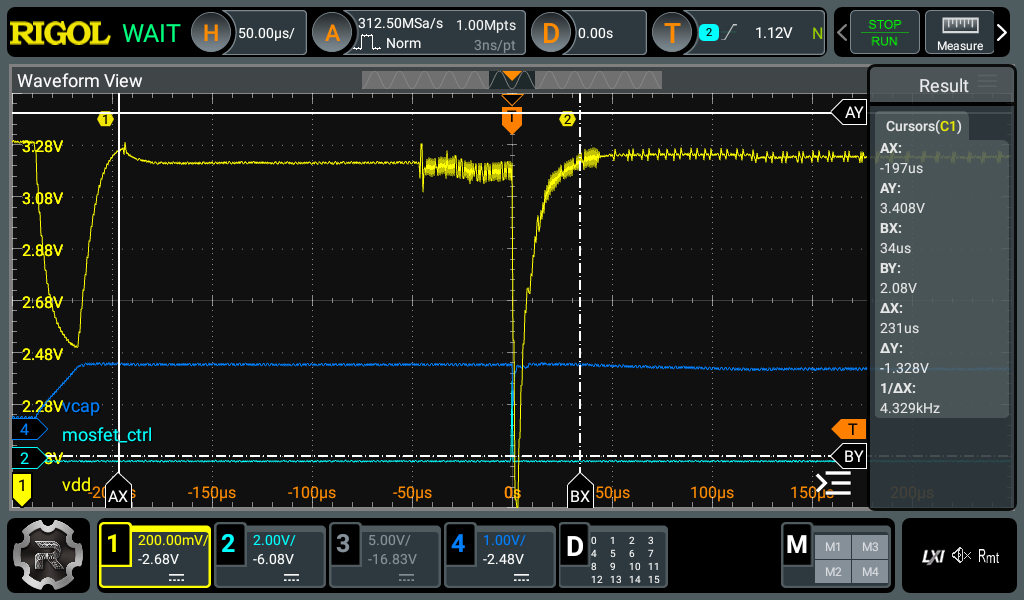 RIGOL WAIT H 50.00µs/ A 312.50MSa/s 1.00Mpts D 0.00s T 2 1.12V N STOP
Norm 3ns/pt RUN Measure
Waveform View Result
1 T 2 AY Cursors(C1)
3.28V AX:
-197us
3.08V AY:
3.408V
2.88V BX:
34us
BY:
2.08V
2.68V ΔX:
231us
2.48V ΔY:
-1.328V
2.28V vcap 1/ΔX:
4.329kHz
4 mosfet_ctrl T
2 3V BY
1 vdd -200µs AX -150µs -100µs -50µs 0s BX 50µs 100µs 150µs 200µs
1 200.00mV/ 2 2.00V/ 3 5.00V/ 4 1.00V/ D 0 1 2 3 M M1 M3 LXI Rmt
-2.68V -6.08V -16.83V -2.48V 4 5 6 7 M2 M4
8 9 10 11
12 13 14 15